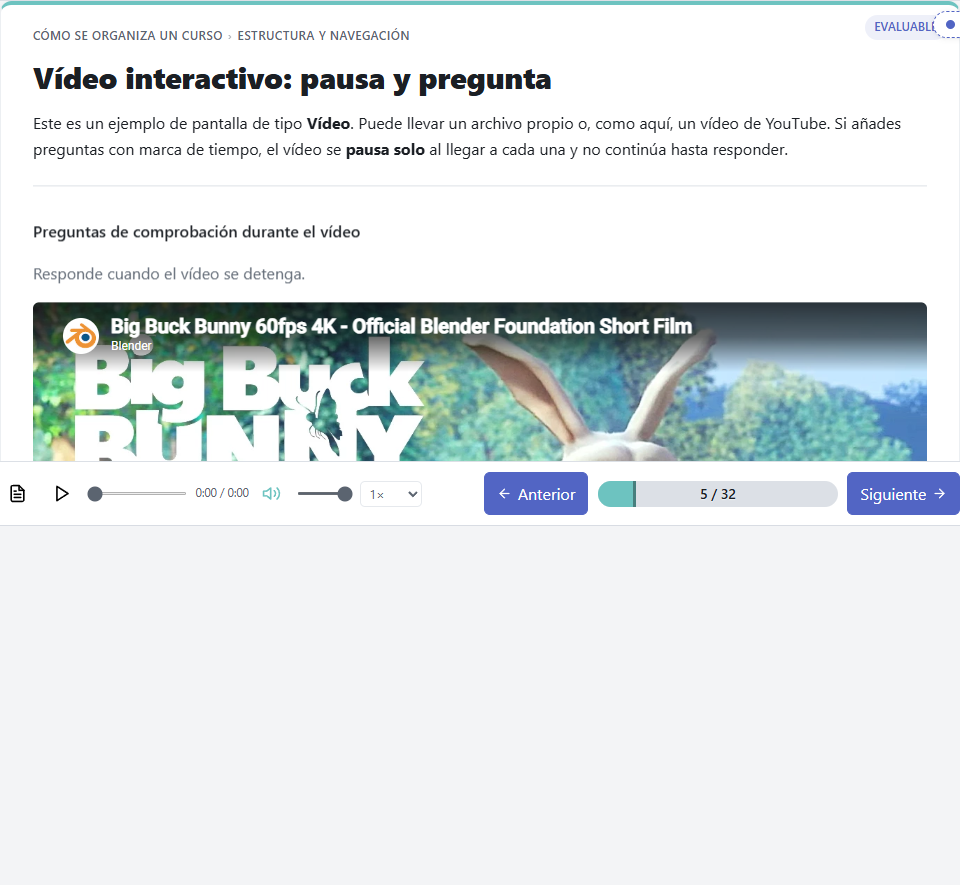 CÓMO SE ORGANIZA UN CURSO › ESTRUCTURA Y NAVEGACIÓN
EVALUABLE
Vídeo interactivo: pausa y pregunta
Este es un ejemplo de pantalla de tipo Vídeo. Puede llevar un archivo propio o, como aquí, un vídeo de YouTube. Si añades
preguntas con marca de tiempo, el vídeo se pausa solo al llegar a cada una y no continúa hasta responder.
Preguntas de comprobación durante el vídeo
Responde cuando el vídeo se detenga.
Big Buck Bunny 60fps 4K - Official Blender Foundation Short Film
Blender
Big Buck
BUNNY
0:00 / 0:00
1×
← Anterior
5 / 32
Siguiente →